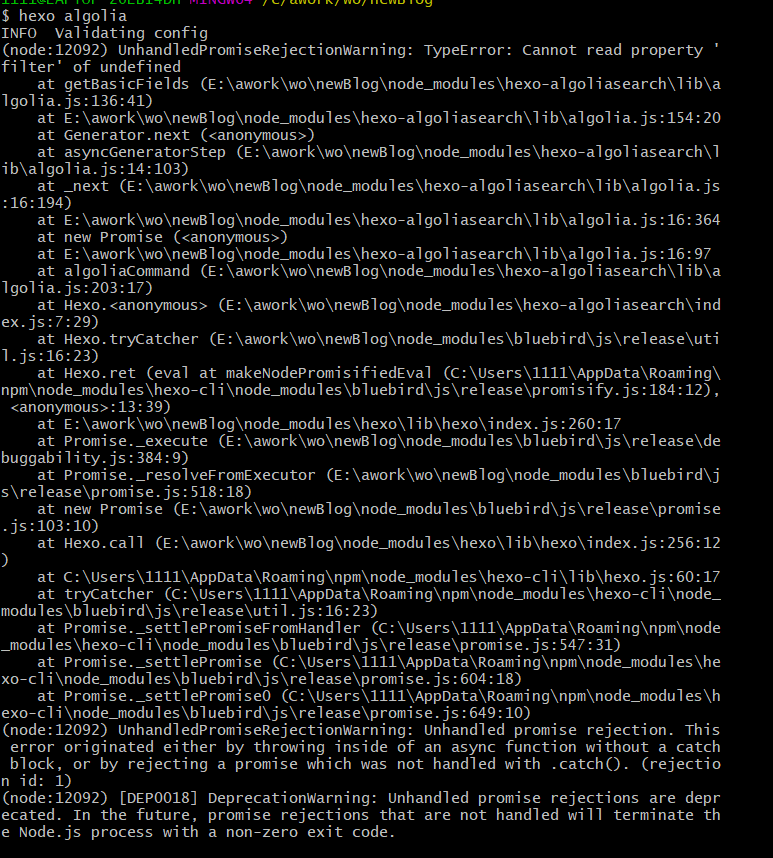 $ hexo algolia
INFO  Validating config
(node:12092) UnhandledPromiseRejectionWarning: TypeError: Cannot read property '
filter' of undefined
    at getBasicFields (E:\awork\wo\newBlog\node_modules\hexo-algoliasearch\lib\a
lgolia.js:136:41)
    at E:\awork\wo\newBlog\node_modules\hexo-algoliasearch\lib\algolia.js:154:20
    at Generator.next (<anonymous>)
    at asyncGeneratorStep (E:\awork\wo\newBlog\node_modules\hexo-algoliasearch\l
ib\algolia.js:14:103)
    at _next (E:\awork\wo\newBlog\node_modules\hexo-algoliasearch\lib\algolia.js
:16:194)
    at E:\awork\wo\newBlog\node_modules\hexo-algoliasearch\lib\algolia.js:16:364
    at new Promise (<anonymous>)
    at E:\awork\wo\newBlog\node_modules\hexo-algoliasearch\lib\algolia.js:16:97
    at algoliaCommand (E:\awork\wo\newBlog\node_modules\hexo-algoliasearch\lib\a
lgolia.js:203:17)
    at Hexo.<anonymous> (E:\awork\wo\newBlog\node_modules\hexo-algoliasearch\ind
ex.js:7:29)
    at Hexo.tryCatcher (E:\awork\wo\newBlog\node_modules\bluebird\js\release\uti
l.js:16:23)
    at Hexo.ret (eval at makeNodePromisifiedEval (C:\Users\1111\AppData\Roaming\
npm\node_modules\hexo-cli\node_modules\bluebird\js\release\promisify.js:184:12),
 <anonymous>:13:39)
    at E:\awork\wo\newBlog\node_modules\hexo\lib\hexo\index.js:260:17
    at Promise._execute (E:\awork\wo\newBlog\node_modules\bluebird\js\release\de
buggability.js:384:9)
    at Promise._resolveFromExecutor (E:\awork\wo\newBlog\node_modules\bluebird\j
s\release\promise.js:518:18)
    at new Promise (E:\awork\wo\newBlog\node_modules\bluebird\js\release\promise
.js:103:10)
    at Hexo.call (E:\awork\wo\newBlog\node_modules\hexo\lib\hexo\index.js:256:12
)
    at C:\Users\1111\AppData\Roaming\npm\node_modules\hexo-cli\lib\hexo.js:60:17
    at tryCatcher (C:\Users\1111\AppData\Roaming\npm\node_modules\hexo-cli\node_
modules\bluebird\js\release\util.js:16:23)
    at Promise._settlePromiseFromHandler (C:\Users\1111\AppData\Roaming\npm\node
_modules\hexo-cli\node_modules\bluebird\js\release\promise.js:547:31)
    at Promise._settlePromise (C:\Users\1111\AppData\Roaming\npm\node_modules\he
xo-cli\node_modules\bluebird\js\release\promise.js:604:18)
    at Promise._settlePromise0 (C:\Users\1111\AppData\Roaming\npm\node_modules\h
exo-cli\node_modules\bluebird\js\release\promise.js:649:10)
(node:12092) UnhandledPromiseRejectionWarning: Unhandled promise rejection. This
 error originated either by throwing inside of an async function without a catch
 block, or by rejecting a promise which was not handled with .catch(). (rejectio
n id: 1)
(node:12092) [DEP0018] DeprecationWarning: Unhandled promise rejections are depr
ecated. In the future, promise rejections that are not handled will terminate th
e Node.js process with a non-zero exit code.